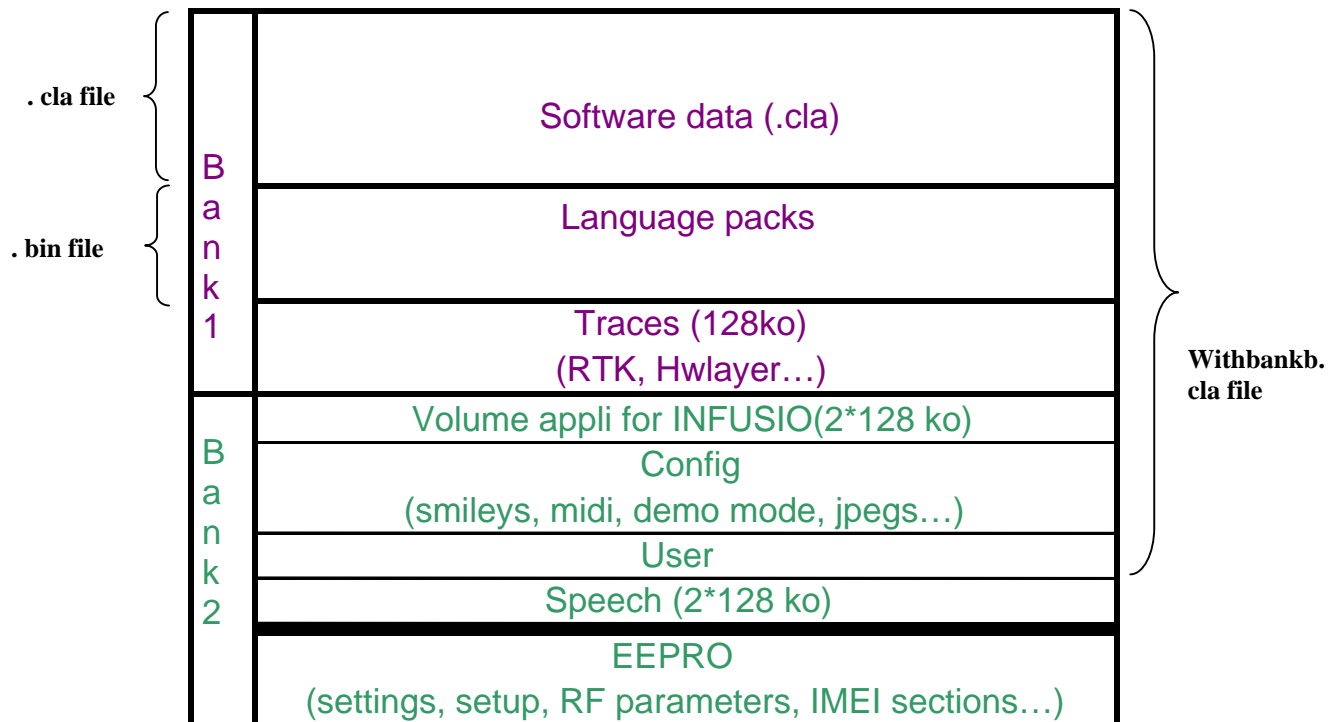 . cla file
. bin file
Bank1
Software data (.cla)
Language packs
Traces (128ko)
(RTK, Hwlayer…)
Bank2
Volume appli for INFUSIO(2*128 ko)
Config
(smileys, midi, demo mode, jpegs…)
User
Speech (2*128 ko)
EEPRO
(settings, setup, RF parameters, IMEI sections…)
Withbankb.
cla file